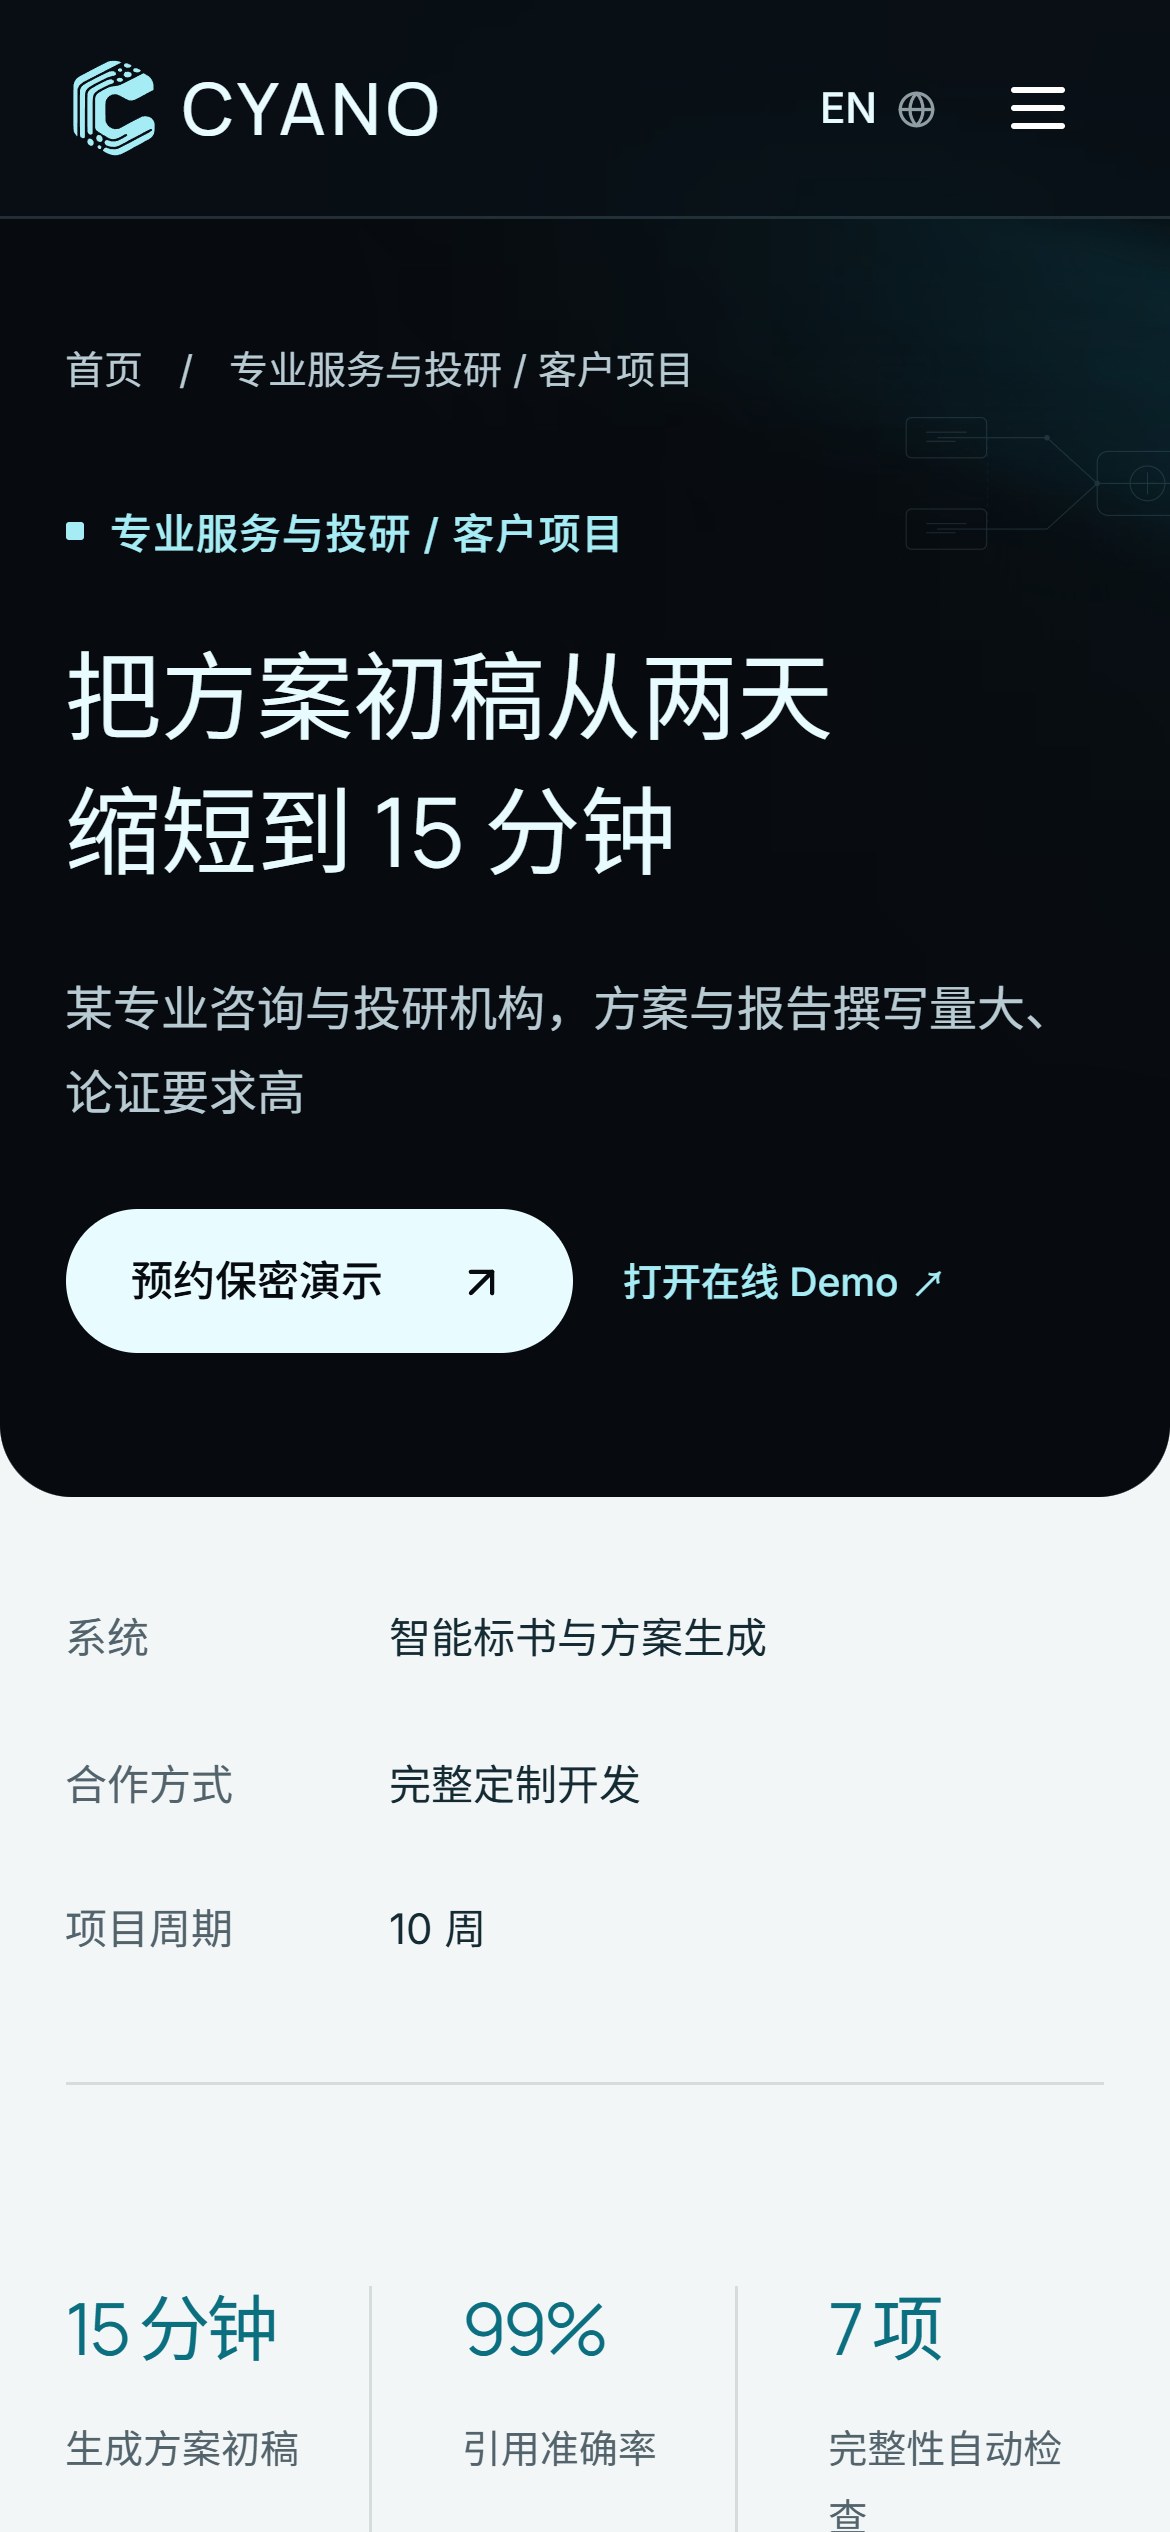 CYANO
EN
首页 / 专业服务与投研 / 客户项目
专业服务与投研 / 客户项目
把方案初稿从两天
缩短到 15 分钟
某专业咨询与投研机构，方案与报告撰写量大、
论证要求高
预约保密演示
打开在线 Demo ↗
系统 智能标书与方案生成
合作方式 完整定制开发
项目周期 10 周
15 分钟 99% 7 项
生成方案初稿 引用准确率 完整性自动检
查